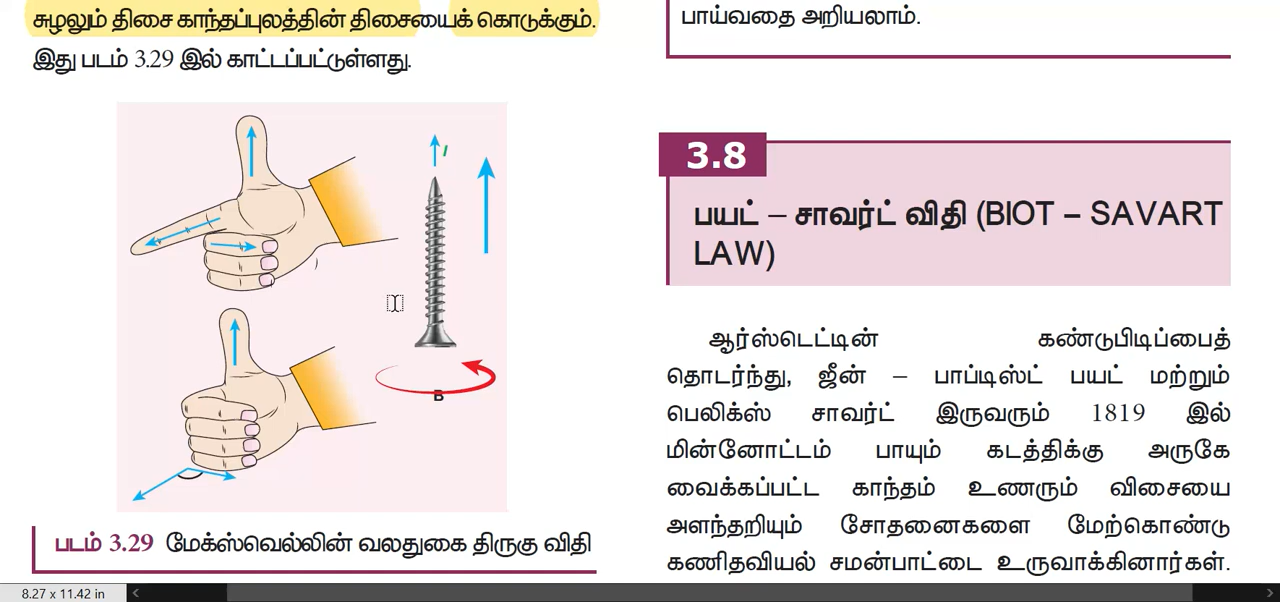 சுழலும் திசை காந்தப்புலத்தின் திசையைக் கொடுக்கும்.
இது படம் 3.29 இல் காட்டப்பட்டுள்ளது.
I
B
படம் 3.29 மேக்ஸ்வெல்லின் வலதுகை திருகு விதி
பாய்வதை அறியலாம்.
3.8
பயட் – சாவர்ட் விதி (BIOT – SAVART
LAW)
ஆர்ஸ்டெட்டின் கண்டுபிடிப்பைத்
தொடர்ந்து, ஜீன் – பாப்டிஸ்ட் பயட் மற்றும்
பெலிக்ஸ் சாவர்ட் இருவரும் 1819 இல்
மின்னோட்டம் பாயும் கடத்திக்கு அருகே
வைக்கப்பட்ட காந்தம் உணரும் விசையை
அளந்தறியும் சோதனைகளை மேற்கொண்டு
கணிதவியல் சமன்பாட்டை உருவாக்கினார்கள்.
8.27 x 11.42 in